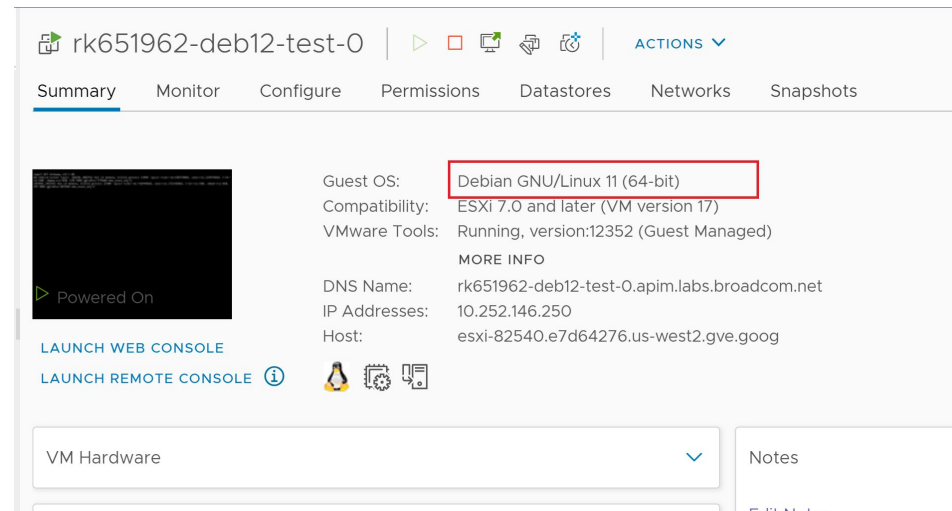 rk651962-deb12-test-0 ACTIONS
Summary Monitor Configure Permissions Datastores Networks Snapshots
Guest OS: Debian GNU/Linux 11 (64-bit)
Compatibility: ESXi 7.0 and later (VM version 17)
VMware Tools: Running, version:12352 (Guest Managed)
MORE INFO
DNS Name: rk651962-deb12-test-0.apim.labs.broadcom.net
IP Addresses: 10.252.146.250
Host: esxi-82540.e7d64276.us-west2.gve.goog
Powered On
LAUNCH WEB CONSOLE
LAUNCH REMOTE CONSOLE
VM Hardware
Notes